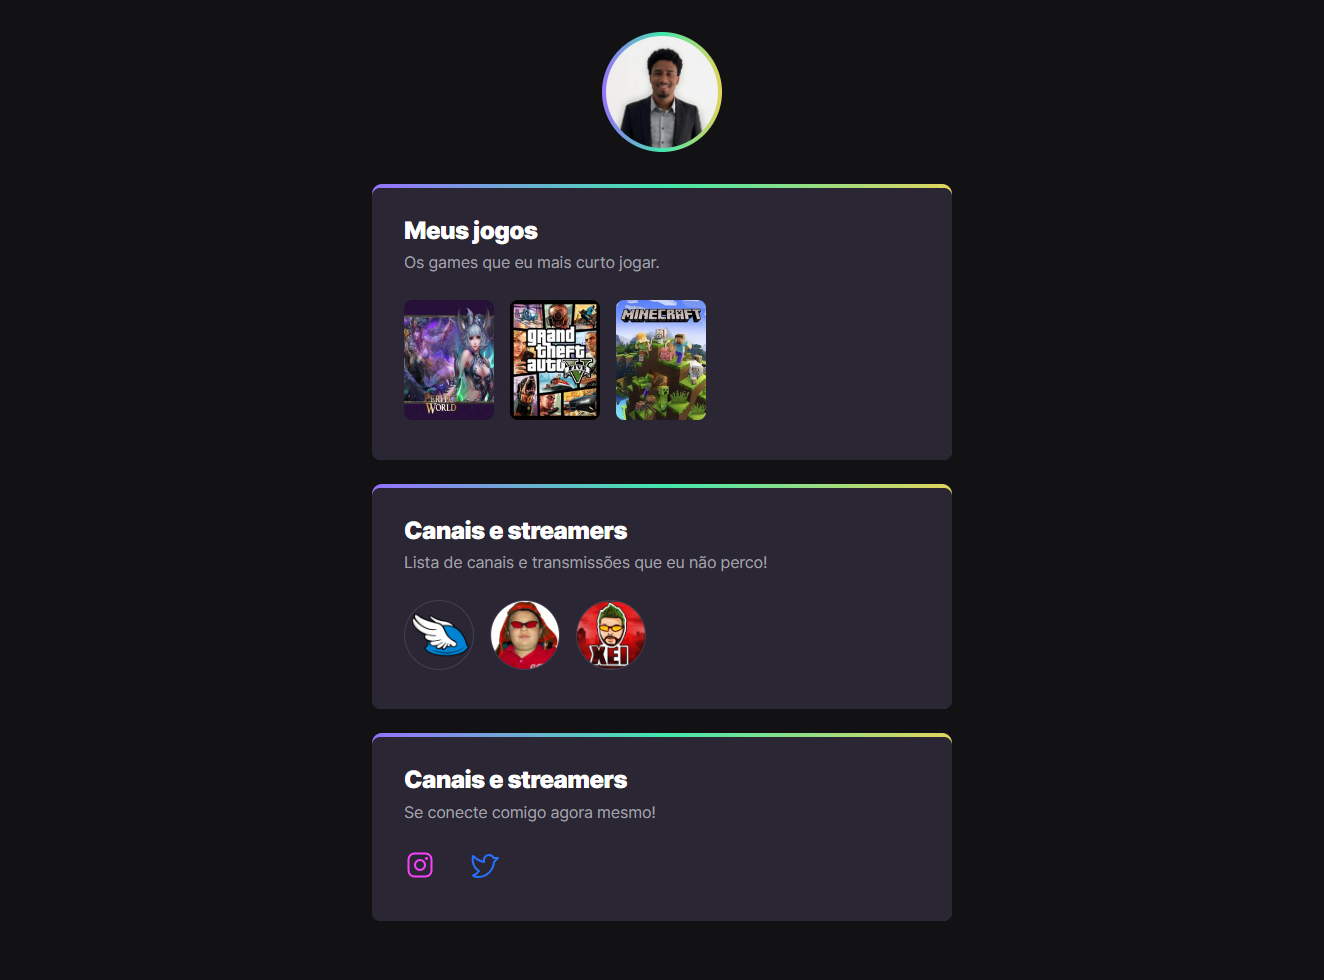 Meus jogos
Os games que eu mais curto jogar.
WORLD
grand
theft
auto
V
MINECRAFT
Canais e streamers
Lista de canais e transmissões que eu não perco!
XEI
Canais e streamers
Se conecte comigo agora mesmo!